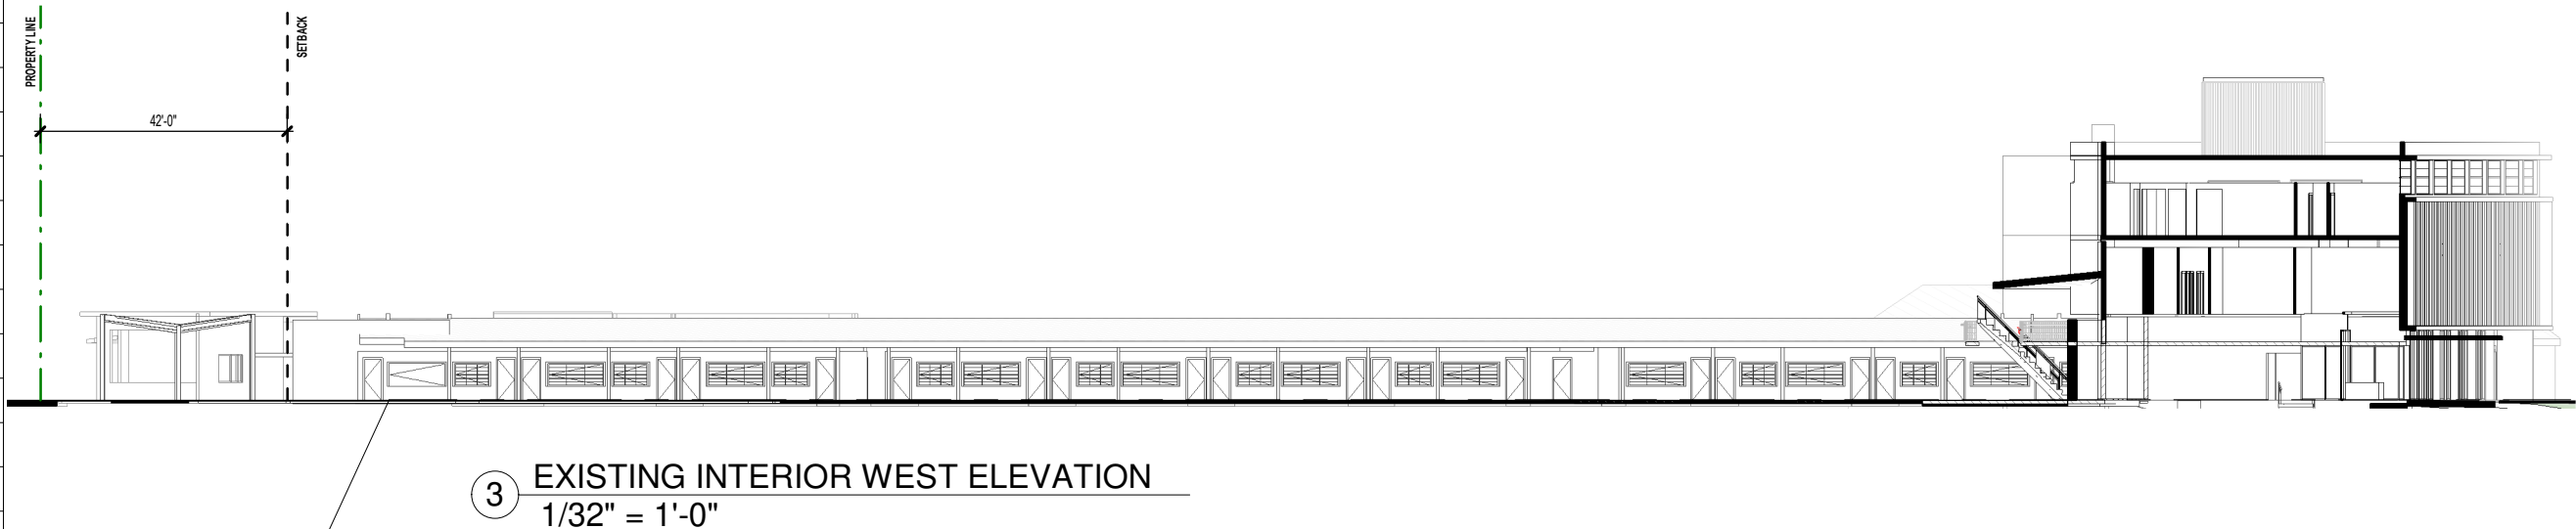 PROPERTY LINE
SETBACK
42'-0"
3
EXISTING INTERIOR WEST ELEVATION
1/32" = 1'-0"